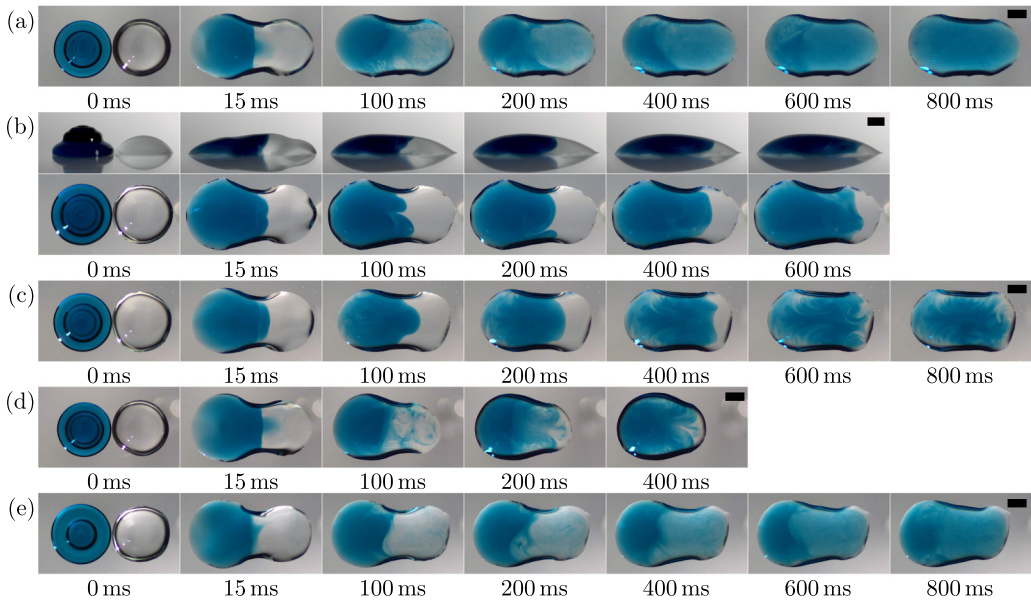 (a)
0 ms 15 ms 100 ms 200 ms 400 ms 600 ms 800 ms
(b)
0 ms 15 ms 100 ms 200 ms 400 ms 600 ms
(c)
0 ms 15 ms 100 ms 200 ms 400 ms 600 ms 800 ms
(d)
0 ms 15 ms 100 ms 200 ms 400 ms
(e)
0 ms 15 ms 100 ms 200 ms 400 ms 600 ms 800 ms